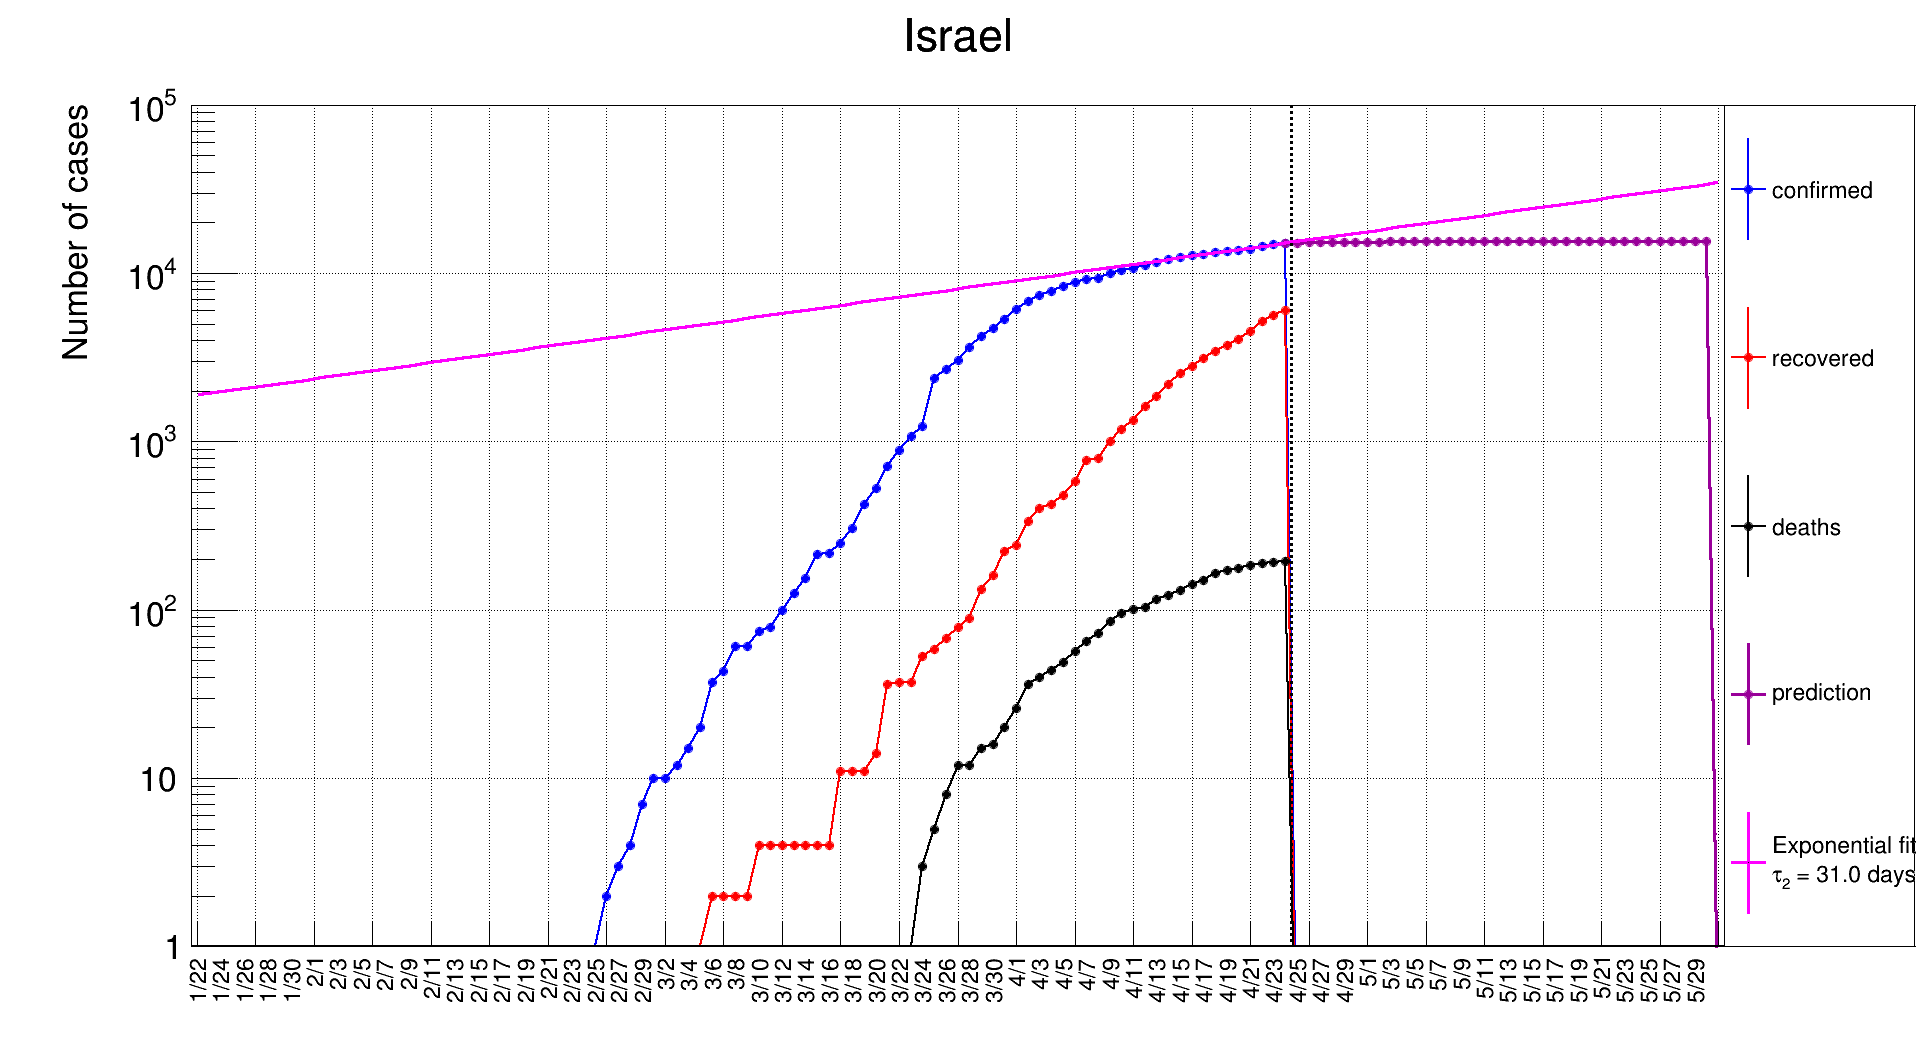 Israel
Number of cases
10^5
10^4
10^3
10^2
10
1
1/22 1/24 1/26 1/28 1/30 2/1 2/3 2/5 2/7 2/9 2/11 2/13 2/15 2/17 2/19 2/21 2/23 2/25 2/27 2/29 3/2 3/4 3/6 3/8 3/10 3/12 3/14 3/16 3/18 3/20 3/22 3/24 3/26 3/28 3/30 4/1 4/3 4/5 4/7 4/9 4/11 4/13 4/15 4/17 4/19 4/21 4/23 4/25 4/27 4/29 5/1 5/3 5/5 5/7 5/9 5/11 5/13 5/15 5/17 5/19 5/21 5/23 5/25 5/27 5/29
confirmed
recovered
deaths
prediction
Exponential fit
τ₂ = 31.0 days